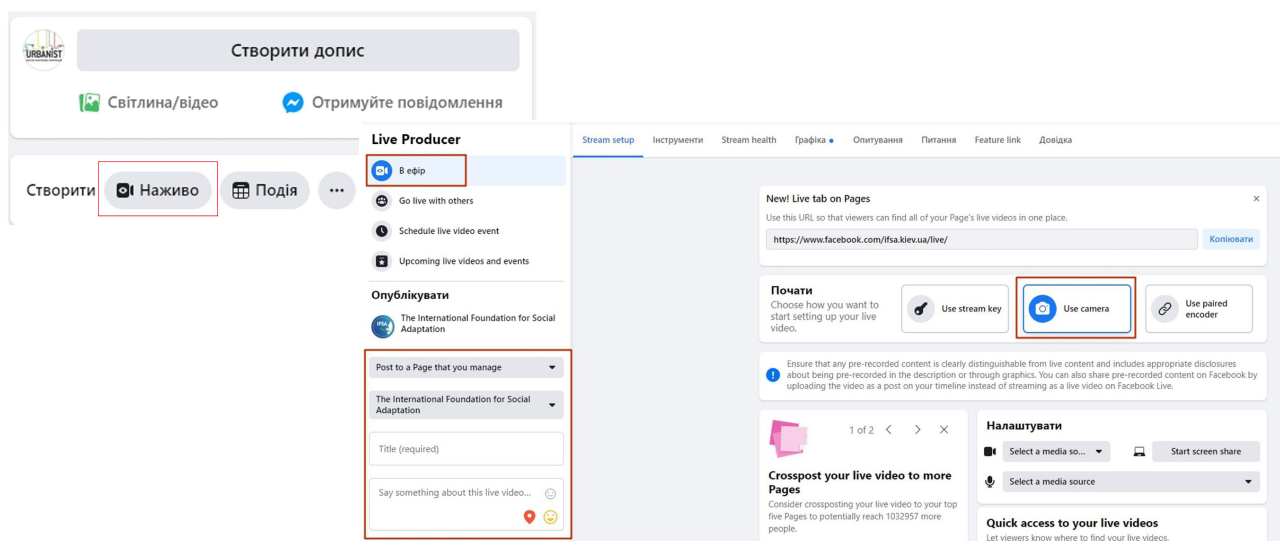 URBANIST
Створити допис
Світлина/відео
Отримуйте повідомлення
Створити
Наживо
Подія
Live Producer
В ефір
Go live with others
Schedule live video event
Upcoming live videos and events
Опублікувати
IFSA
The International Foundation for Social
Adaptation
Post to a Page that you manage
The International Foundation for Social
Adaptation
Title (required)
Say something about this live video...
Stream setup
Інструменти
Stream health
Графіка
Опитування
Питання
Feature link
Довідка
New! Live tab on Pages
Use this URL so that viewers can find all of your Page's live videos in one place.
https://www.facebook.com/ifsa.kiev.ua/live/
Копіювати
Почати
Choose how you want to
start setting up your live
video.
Use stream key
Use camera
Use paired
encoder
Ensure that any pre-recorded content is clearly distinguishable from live content and includes appropriate disclosures
about being pre-recorded in the description or through graphics. You can also share pre-recorded content on Facebook by
uploading the video as a post on your timeline instead of streaming as a live video on Facebook Live.
1 of 2
Crosspost your live video to more
Pages
Consider crossposting your live video to your top
five Pages to potentially reach 1032957 more
people.
Налаштувати
Select a media so...
Start screen share
Select a media source
Quick access to your live videos
Let viewers know where to find your live videos.